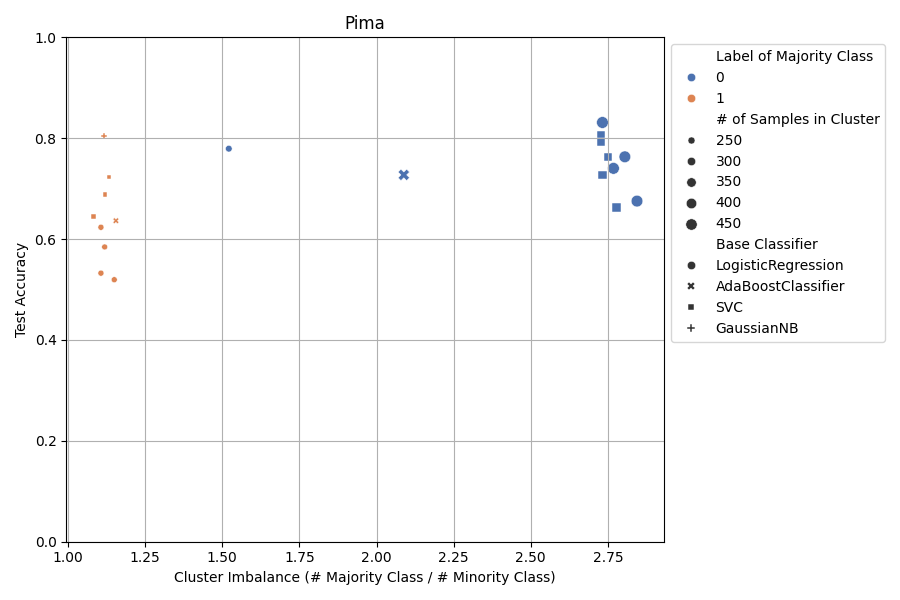 Pima
1.0
0.8
0.6
0.4
0.2
0.0
Test Accuracy
1.00 1.25 1.50 1.75 2.00 2.25 2.50 2.75
Cluster Imbalance (# Majority Class / # Minority Class)
Label of Majority Class
0
1
# of Samples in Cluster
250
300
350
400
450
Base Classifier
LogisticRegression
AdaBoostClassifier
SVC
GaussianNB